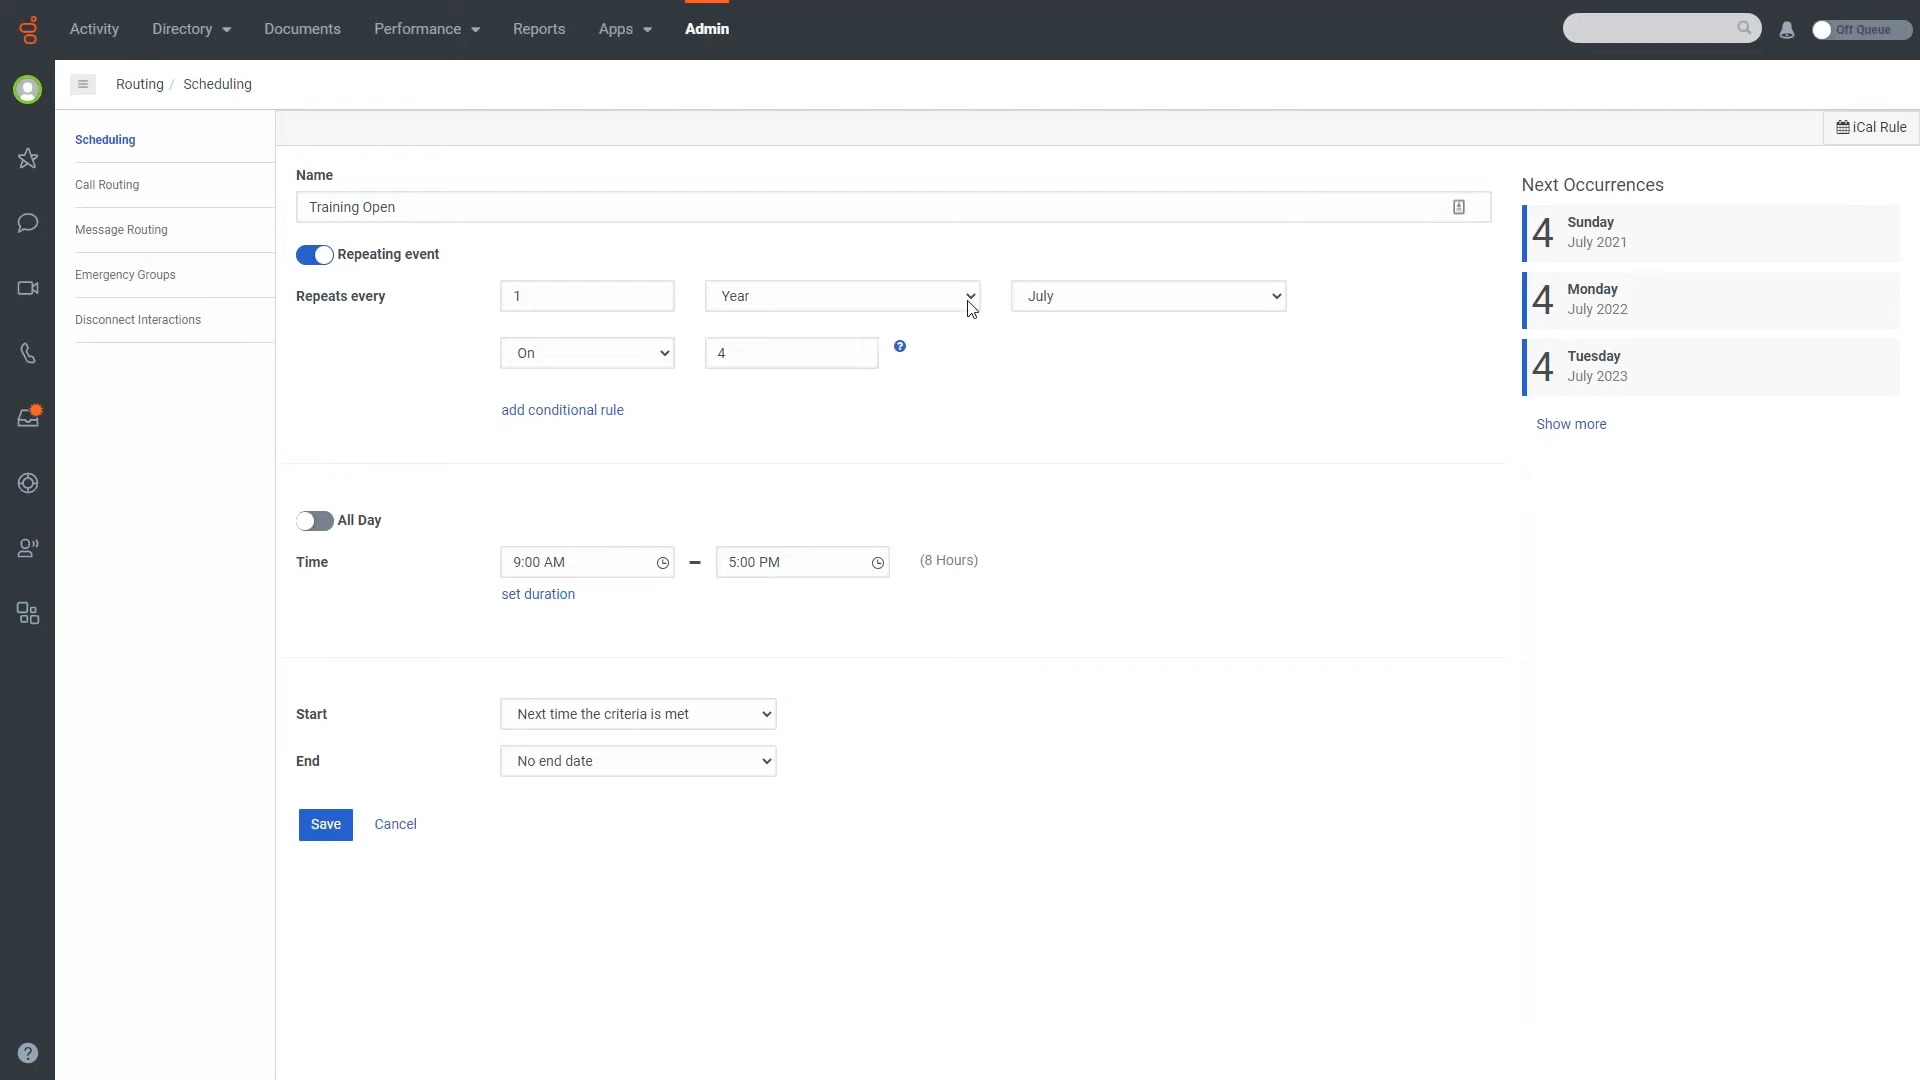 Activity Directory Documents Performance Reports Apps Admin Off Queue
Routing / Scheduling
iCal Rule
Scheduling
Call Routing
Message Routing
Emergency Groups
Disconnect Interactions
Name
Training Open
Repeating event
Repeats every 1 Year July
On 4
add conditional rule
All Day
Time 9:00 AM – 5:00 PM (8 Hours)
set duration
Start Next time the criteria is met
End No end date
Save Cancel
Next Occurrences
4 Sunday
July 2021
4 Monday
July 2022
4 Tuesday
July 2023
Show more